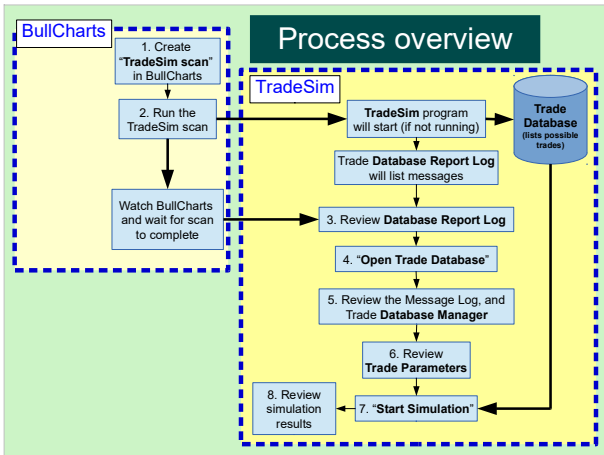 BullCharts
Process overview
1. Create
“TradeSim scan”
in BullCharts
2. Run the
TradeSim scan
Watch BullCharts
and wait for scan
to complete
TradeSim
TradeSim program
will start (if not running)
Trade
Database
(lists possible
trades)
Trade Database Report Log
will list messages
3. Review Database Report Log
4. “Open Trade Database”
5. Review the Message Log, and
Trade Database Manager
6. Review
Trade Parameters
7. “Start Simulation”
8. Review
simulation
results